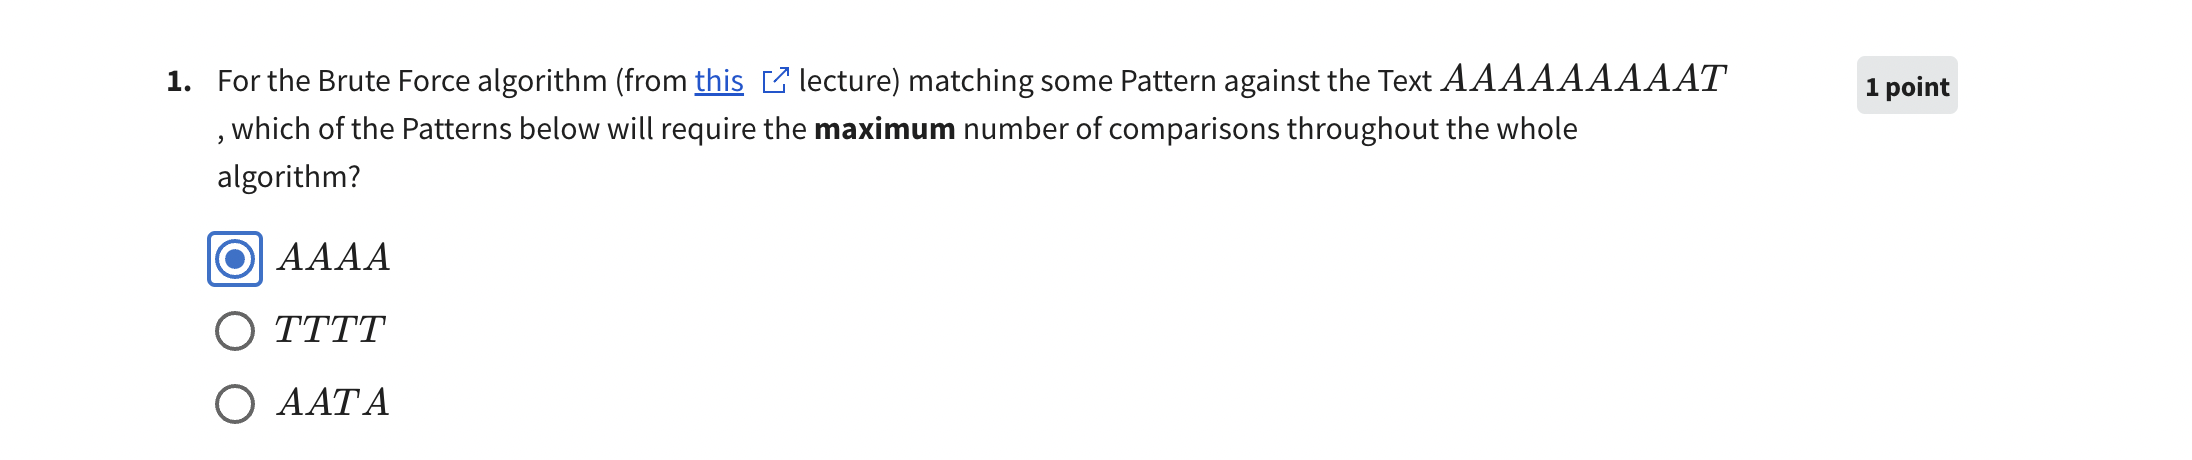 1. For the Brute Force algorithm (from this lecture) matching some Pattern against the Text AAAAAAAAAT 1 point
, which of the Patterns below will require the maximum number of comparisons throughout the whole
algorithm?
AAAA
TTTT
AATA